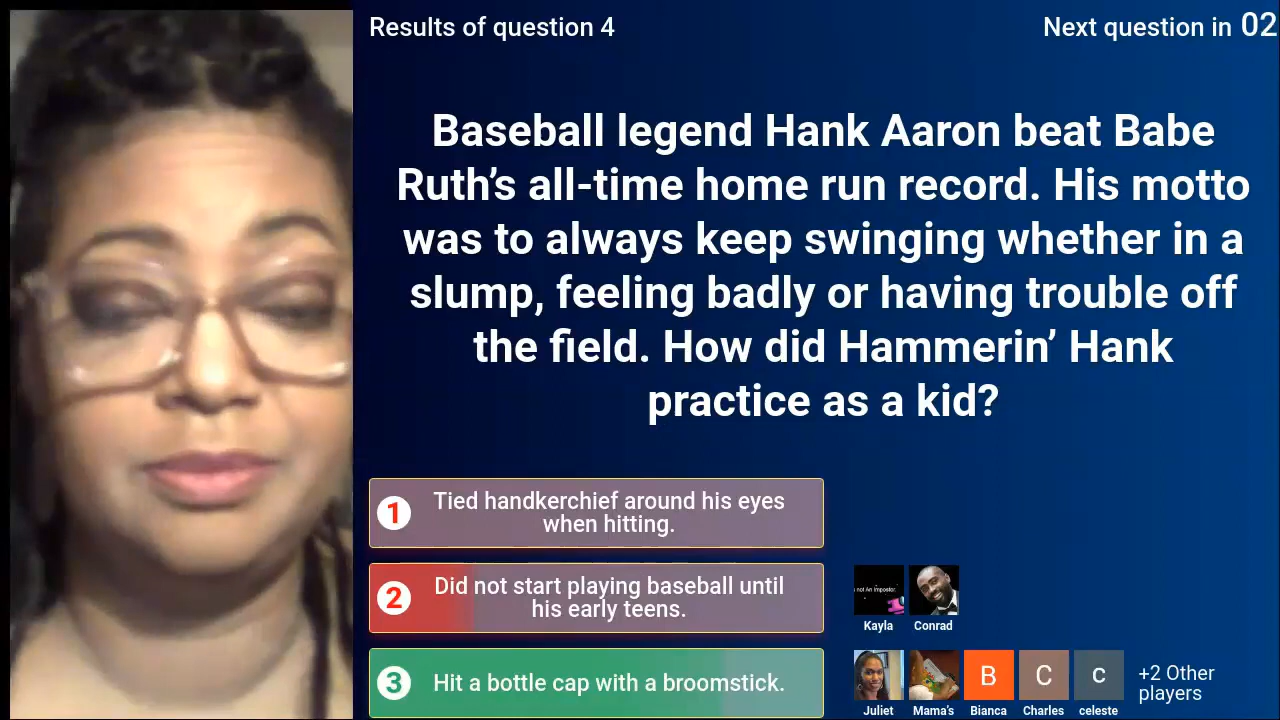 Results of question 4
Next question in 02
Baseball legend Hank Aaron beat Babe
Ruth’s all-time home run record. His motto
was to always keep swinging whether in a
slump, feeling badly or having trouble off
the field. How did Hammerin’ Hank
practice as a kid?
1
Tied handkerchief around his eyes
when hitting.
2
Did not start playing baseball until
his early teens.
not An Impostor.
Kayla
Conrad
3
Hit a bottle cap with a broomstick.
B
C
c
+2 Other
players
Juliet
Mama's
Bianca
Charles
celeste